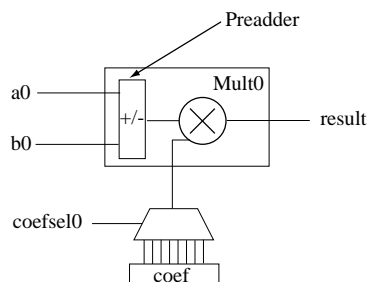 Preadder
Mult0
a0
+/-
result
b0
coefsel0
coef